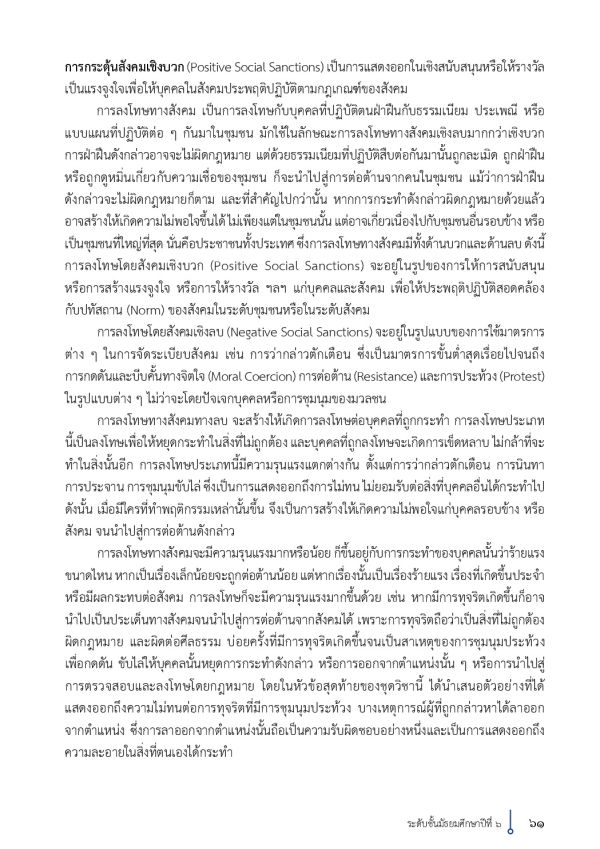 การกระตุ้นสังคมเชิงบวก (Positive Social Sanctions) เป็นการแสดงออกในเชิงสนับสนุนหรือให้รางวัล
เป็นแรงจูงใจเพื่อให้บุคคลในสังคมประพฤติปฏิบัติตามกฎเกณฑ์ของสังคม
การลงโทษทางสังคม เป็นการลงโทษกับบุคคลที่ปฏิบัติตนฝ่าฝืนกับธรรมเนียม ประเพณี หรือ
แบบแผนที่ปฏิบัติต่อ ๆ กันมาในชุมชน มักใช้ในลักษณะการลงโทษทางสังคมเชิงลบมากกว่าเชิงบวก
การฝ่าฝืนดังกล่าวอาจจะไม่ผิดกฎหมาย แต่ด้วยธรรมเนียมที่ปฏิบัติสืบต่อกันมานั้นถูกละเมิด ถูกฝ่าฝืน
หรือถูกดูหมิ่นเกี่ยวกับความเชื่อของชุมชน ก็จะนำไปสู่การต่อต้านจากคนในชุมชน แม้ว่าการฝ่าฝืน
ดังกล่าวจะไม่ผิดกฎหมายก็ตาม และที่สำคัญไปกว่านั้น หากการกระทำดังกล่าวผิดกฎหมายด้วยแล้ว
อาจสร้างให้เกิดความไม่พอใจขึ้นได้ ไม่เพียงแต่ในชุมชนนั้น แต่อาจเกี่ยวเนื่องไปกับชุมชนอื่นรอบข้าง หรือ
เป็นชุมชนที่ใหญ่ที่สุด นั่นคือประชาชนทั้งประเทศ ซึ่งการลงโทษทางสังคมมีทั้งด้านบวกและด้านลบ ดังนี้
การลงโทษโดยสังคมเชิงบวก (Positive Social Sanctions) จะอยู่ในรูปของการให้การสนับสนุน
หรือการสร้างแรงจูงใจ หรือการให้รางวัล ฯลฯ แก่บุคคลและสังคม เพื่อให้ประพฤติปฏิบัติสอดคล้อง
กับปทัสถาน (Norm) ของสังคมในระดับชุมชนหรือในระดับสังคม
การลงโทษโดยสังคมเชิงลบ (Negative Social Sanctions) จะอยู่ในรูปแบบของการใช้มาตรการ
ต่าง ๆ ในการจัดระเบียบสังคม เช่น การว่ากล่าวตักเตือน ซึ่งเป็นมาตรการขั้นต่ำสุดเรื่อยไปจนถึง
การกดดันและบีบคั้นทางจิตใจ (Moral Coercion) การต่อต้าน (Resistance) และการประท้วง (Protest)
ในรูปแบบต่าง ๆ ไม่ว่าจะโดยปัจเจกบุคคลหรือการชุมนุมของมวลชน
การลงโทษทางสังคมทางลบ จะสร้างให้เกิดการลงโทษต่อบุคคลที่ถูกกระทำ การลงโทษประเภท
นี้เป็นลงโทษเพื่อให้หยุดกระทำในสิ่งที่ไม่ถูกต้อง และบุคคลที่ถูกลงโทษจะเกิดการเข็ดหลาบ ไม่กล้าที่จะ
ทำในสิ่งนั้นอีก การลงโทษประเภทนี้มีความรุนแรงแตกต่างกัน ตั้งแต่การว่ากล่าวตักเตือน การนินทา
การประจาน การชุมนุมขับไล่ ซึ่งเป็นการแสดงออกถึงการไม่ทน ไม่ยอมรับต่อสิ่งที่บุคคลอื่นได้กระทำไป
ดังนั้น เมื่อมีใครที่ทำพฤติกรรมเหล่านั้นขึ้น จึงเป็นการสร้างให้เกิดความไม่พอใจแก่บุคคลรอบข้าง หรือ
สังคม จนนำไปสู่การต่อต้านดังกล่าว
การลงโทษทางสังคมจะมีความรุนแรงมากหรือน้อย ก็ขึ้นอยู่กับการกระทำของบุคคลนั้นว่าร้ายแรง
ขนาดไหน หากเป็นเรื่องเล็กน้อยจะถูกต่อต้านน้อย แต่หากเรื่องนั้นเป็นเรื่องร้ายแรง เรื่องที่เกิดขึ้นประจำ
หรือมีผลกระทบต่อสังคม การลงโทษก็จะมีความรุนแรงมากขึ้นด้วย เช่น หากมีการทุจริตเกิดขึ้นก็อาจ
นำไปเป็นประเด็นทางสังคมจนนำไปสู่การต่อต้านจากสังคมได้ เพราะการทุจริตถือว่าเป็นสิ่งที่ไม่ถูกต้อง
ผิดกฎหมาย และผิดต่อศีลธรรม บ่อยครั้งที่มีการทุจริตเกิดขึ้นจนเป็นสาเหตุของการชุมนุมประท้วง
เพื่อกดดัน ขับไล่ให้บุคคลนั้นหยุดการกระทำดังกล่าว หรือการออกจากตำแหน่งนั้น ๆ หรือการนำไปสู่
การตรวจสอบและลงโทษโดยกฎหมาย โดยในหัวข้อสุดท้ายของชุดวิชานี้ ได้นำเสนอตัวอย่างที่ได้
แสดงออกถึงความไม่ทนต่อการทุจริตที่มีการชุมนุมประท้วง บางเหตุการณ์ผู้ที่ถูกกล่าวหาได้ลาออก
จากตำแหน่ง ซึ่งการลาออกจากตำแหน่งนั้นถือเป็นความรับผิดชอบอย่างหนึ่งและเป็นการแสดงออกถึง
ความละอายในสิ่งที่ตนเองได้กระทำ
ระดับชั้นมัธยมศึกษาปีที่ ๖ ๖๑